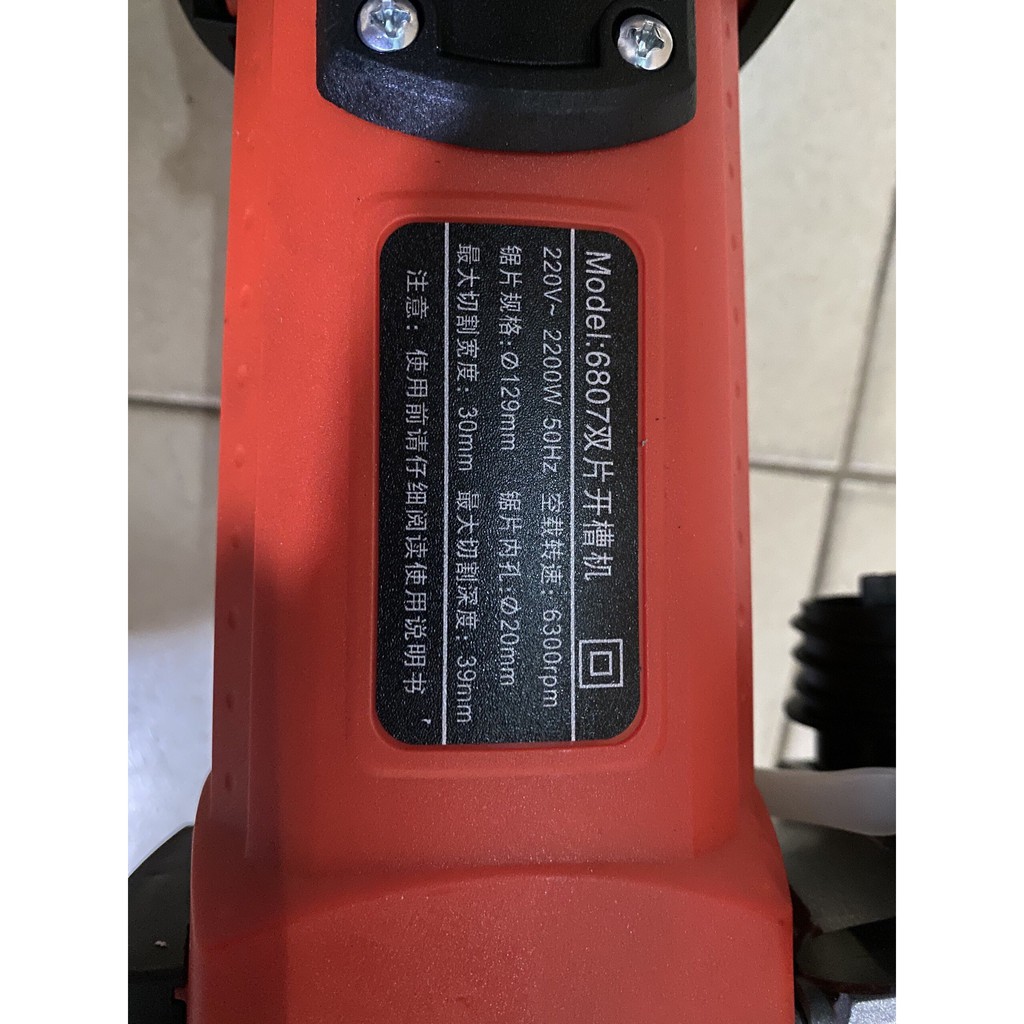 Model:6807双片开槽机
220V~ 2200W 50Hz 空载转速: 6300rpm
锯片规格:Ø129mm 锯片内孔:Ø20mm
最大切割宽度: 30mm 最大切割深度: 39mm
注意: 使用前请仔细阅读使用说明书